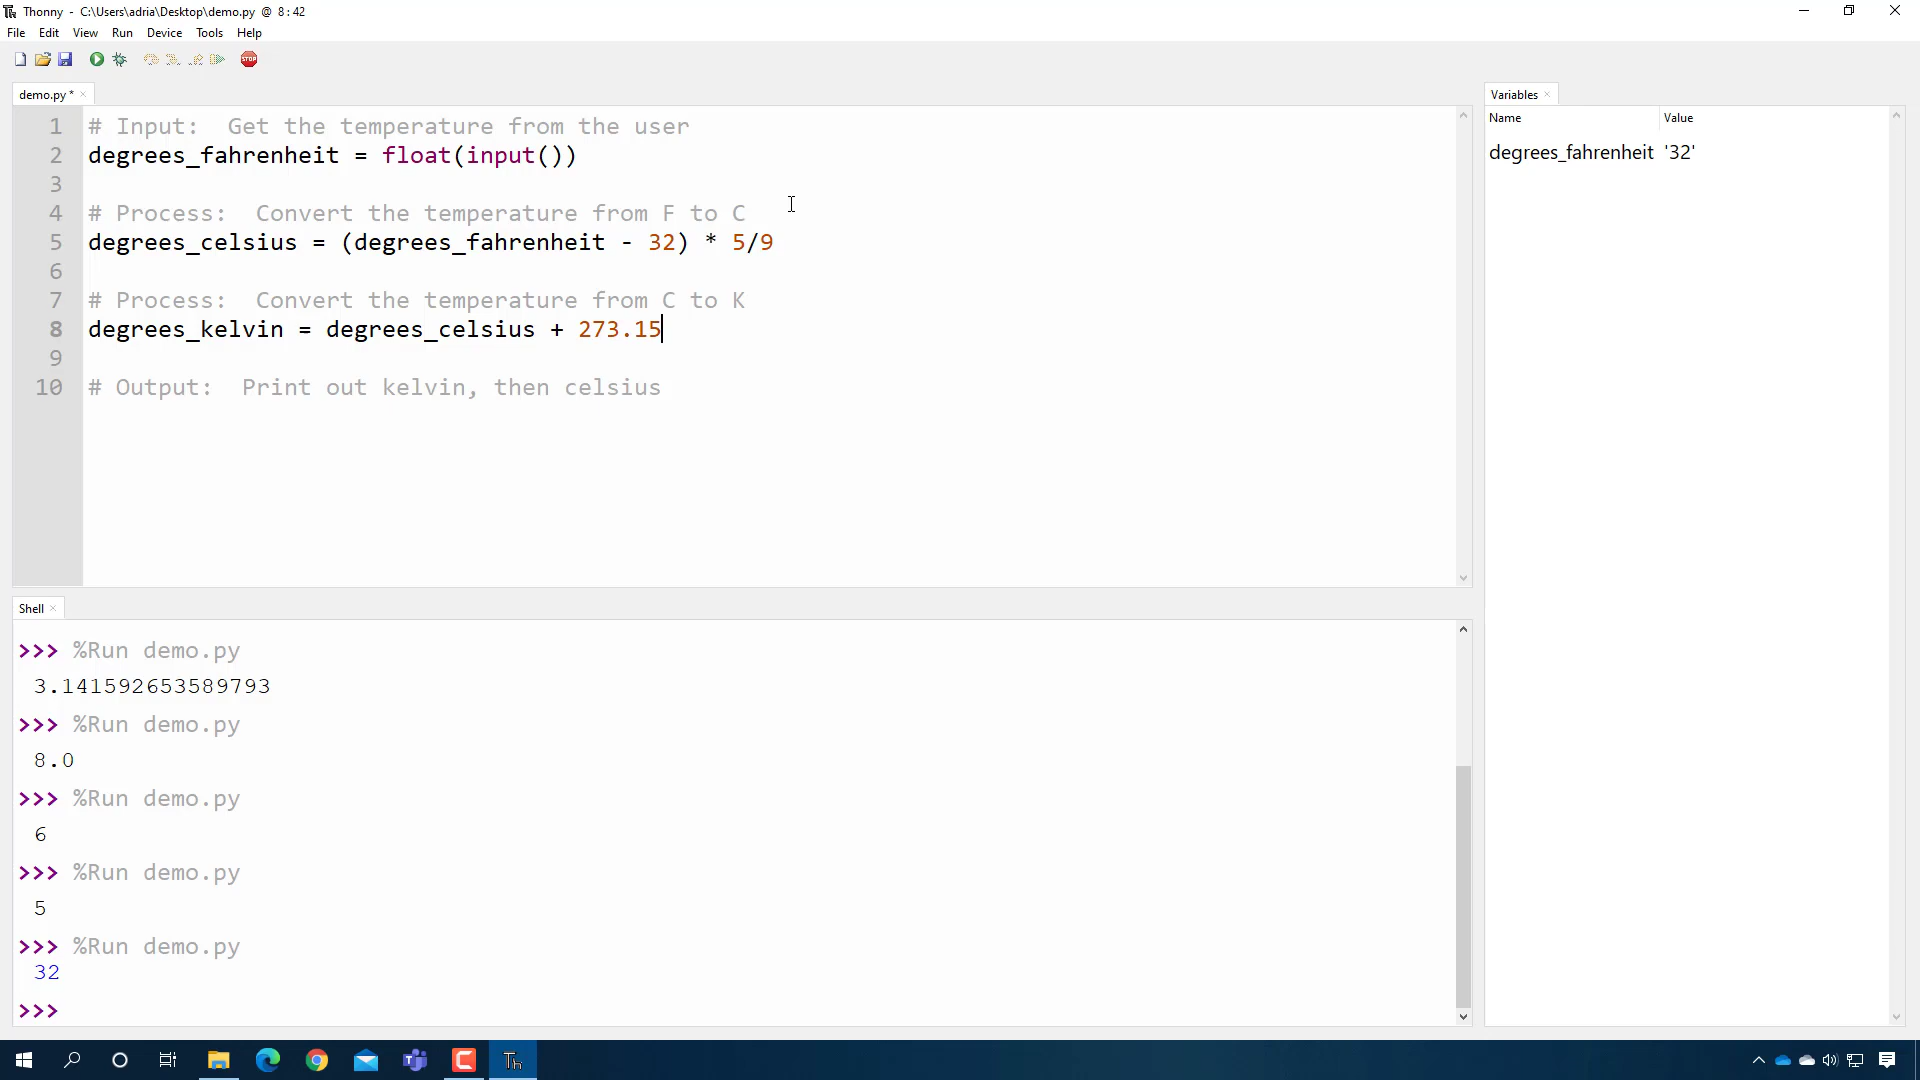 Thonny - C:\Users\adria\Desktop\demo.py @ 8:42
File Edit View Run Device Tools Help
STOP
demo.py *
1 # Input:  Get the temperature from the user
2 degrees_fahrenheit = float(input())
3
4 # Process:  Convert the temperature from F to C
5 degrees_celsius = (degrees_fahrenheit - 32) * 5/9
6
7 # Process:  Convert the temperature from C to K
8 degrees_kelvin = degrees_celsius + 273.15
9
10 # Output:  Print out kelvin, then celsius
Variables
Name Value
degrees_fahrenheit '32'
Shell
>>> %Run demo.py
3.141592653589793
>>> %Run demo.py
8.0
>>> %Run demo.py
6
>>> %Run demo.py
5
>>> %Run demo.py
32
>>>